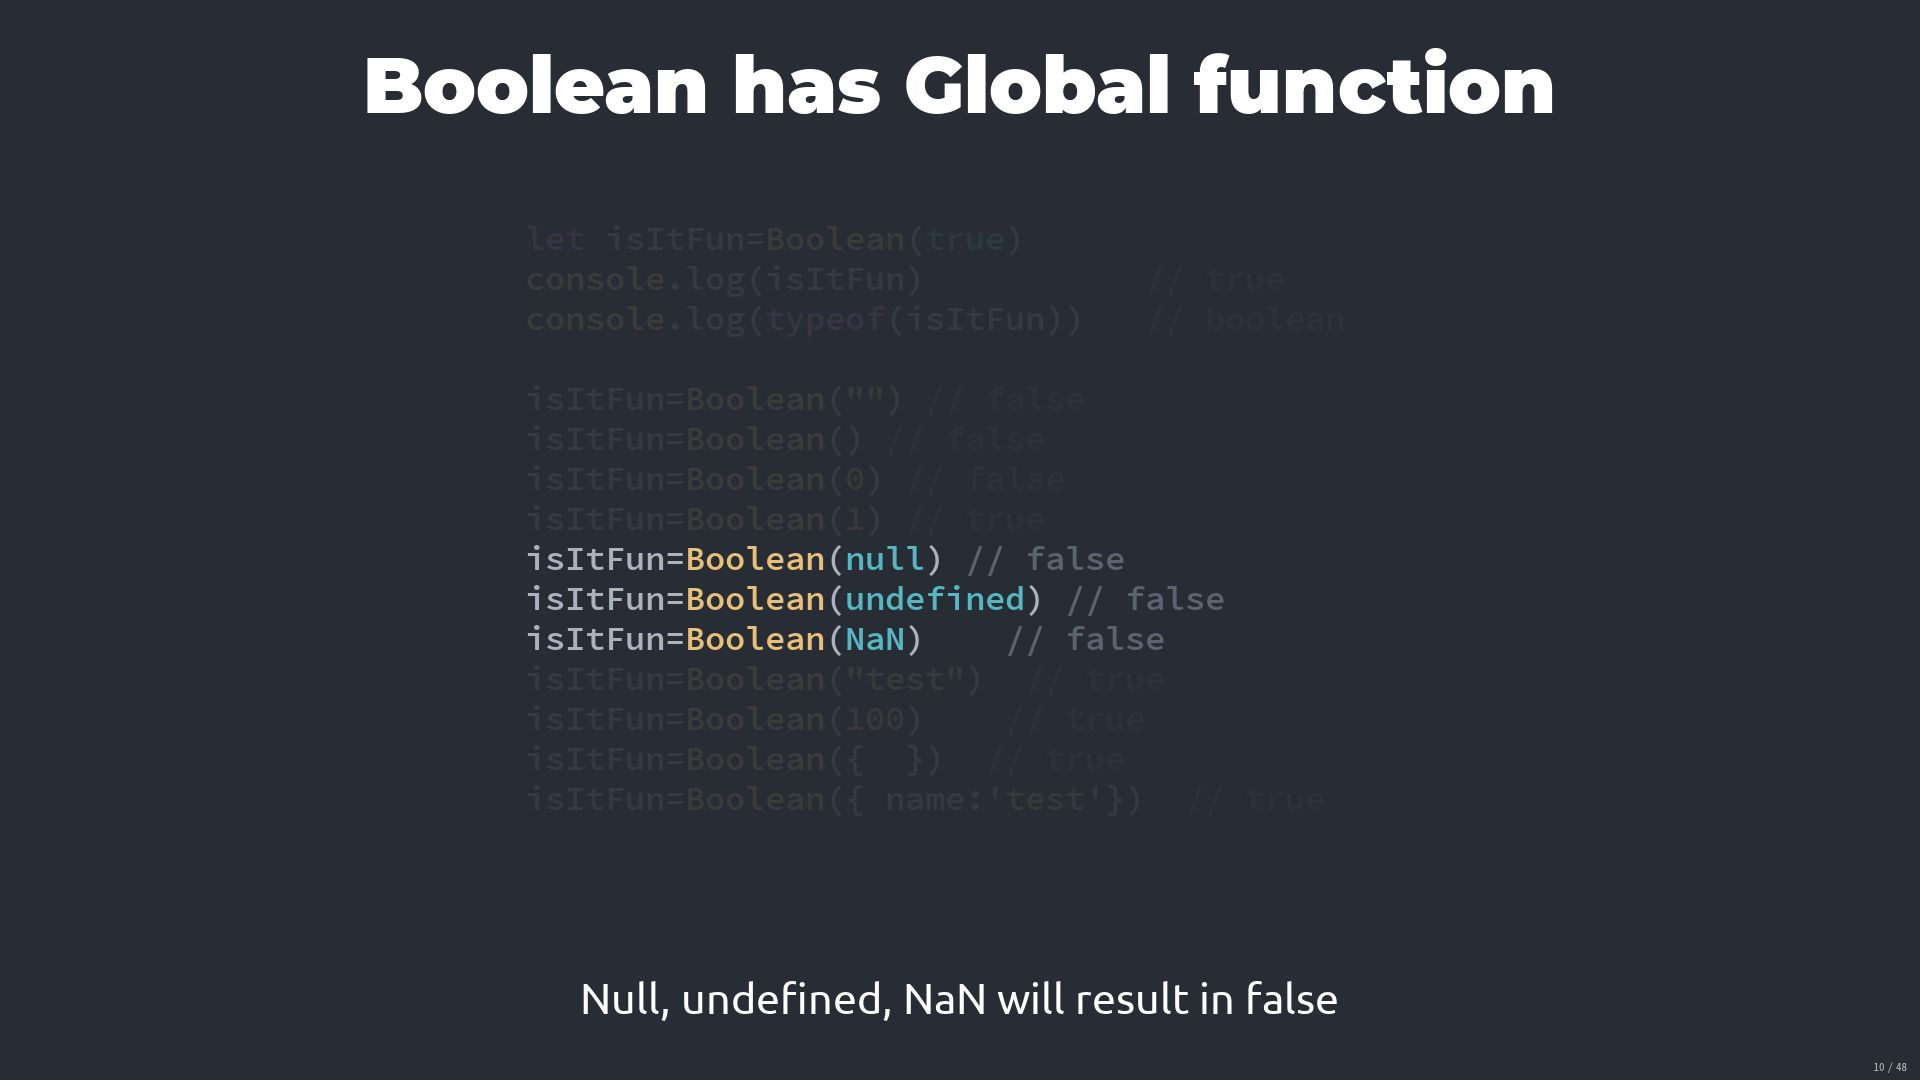 Boolean has Global function
let isItFun=Boolean(true)
console.log(isItFun)           // true
console.log(typeof(isItFun))   // boolean
isItFun=Boolean("") // false
isItFun=Boolean() // false
isItFun=Boolean(0) // false
isItFun=Boolean(1) // true
isItFun=Boolean(null) // false
isItFun=Boolean(undefined) // false
isItFun=Boolean(NaN)    // false
isItFun=Boolean("test")  // true
isItFun=Boolean(100)    // true
isItFun=Boolean({  })  // true
isItFun=Boolean({ name:'test'})  // true
Null, undefined, NaN will result in false
10 / 48